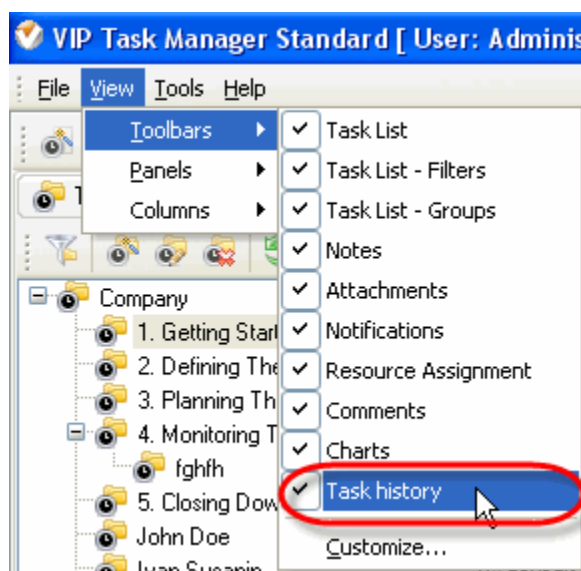 VIP Task Manager Standard [ User: Adminis
File View Tools Help
Toolbars
Panels
Columns
Task List
Task List - Filters
Task List - Groups
Notes
Attachments
Notifications
Resource Assignment
Comments
Charts
Task history
Customize...
Company
1. Getting Start
2. Defining The
3. Planning Th
4. Monitoring T
fghfh
5. Closing Dow
John Doe
Ivan Susanin